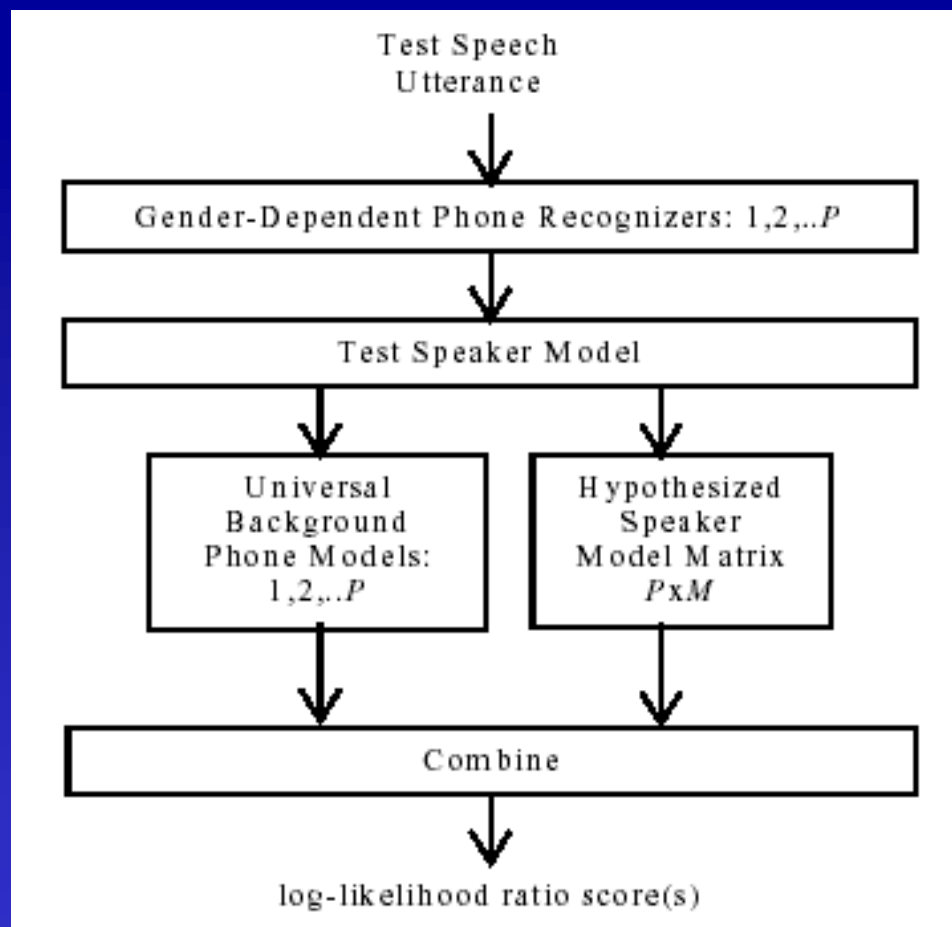 Test Speech
Utterance
Gender-Dependent Phone Recognizers: 1,2,..P
Test Speaker Model
Universal
Background
Phone Models:
1,2,..P
Hypothesized
Speaker
Model Matrix
PxM
Combine
log-likelihood ratio score(s)